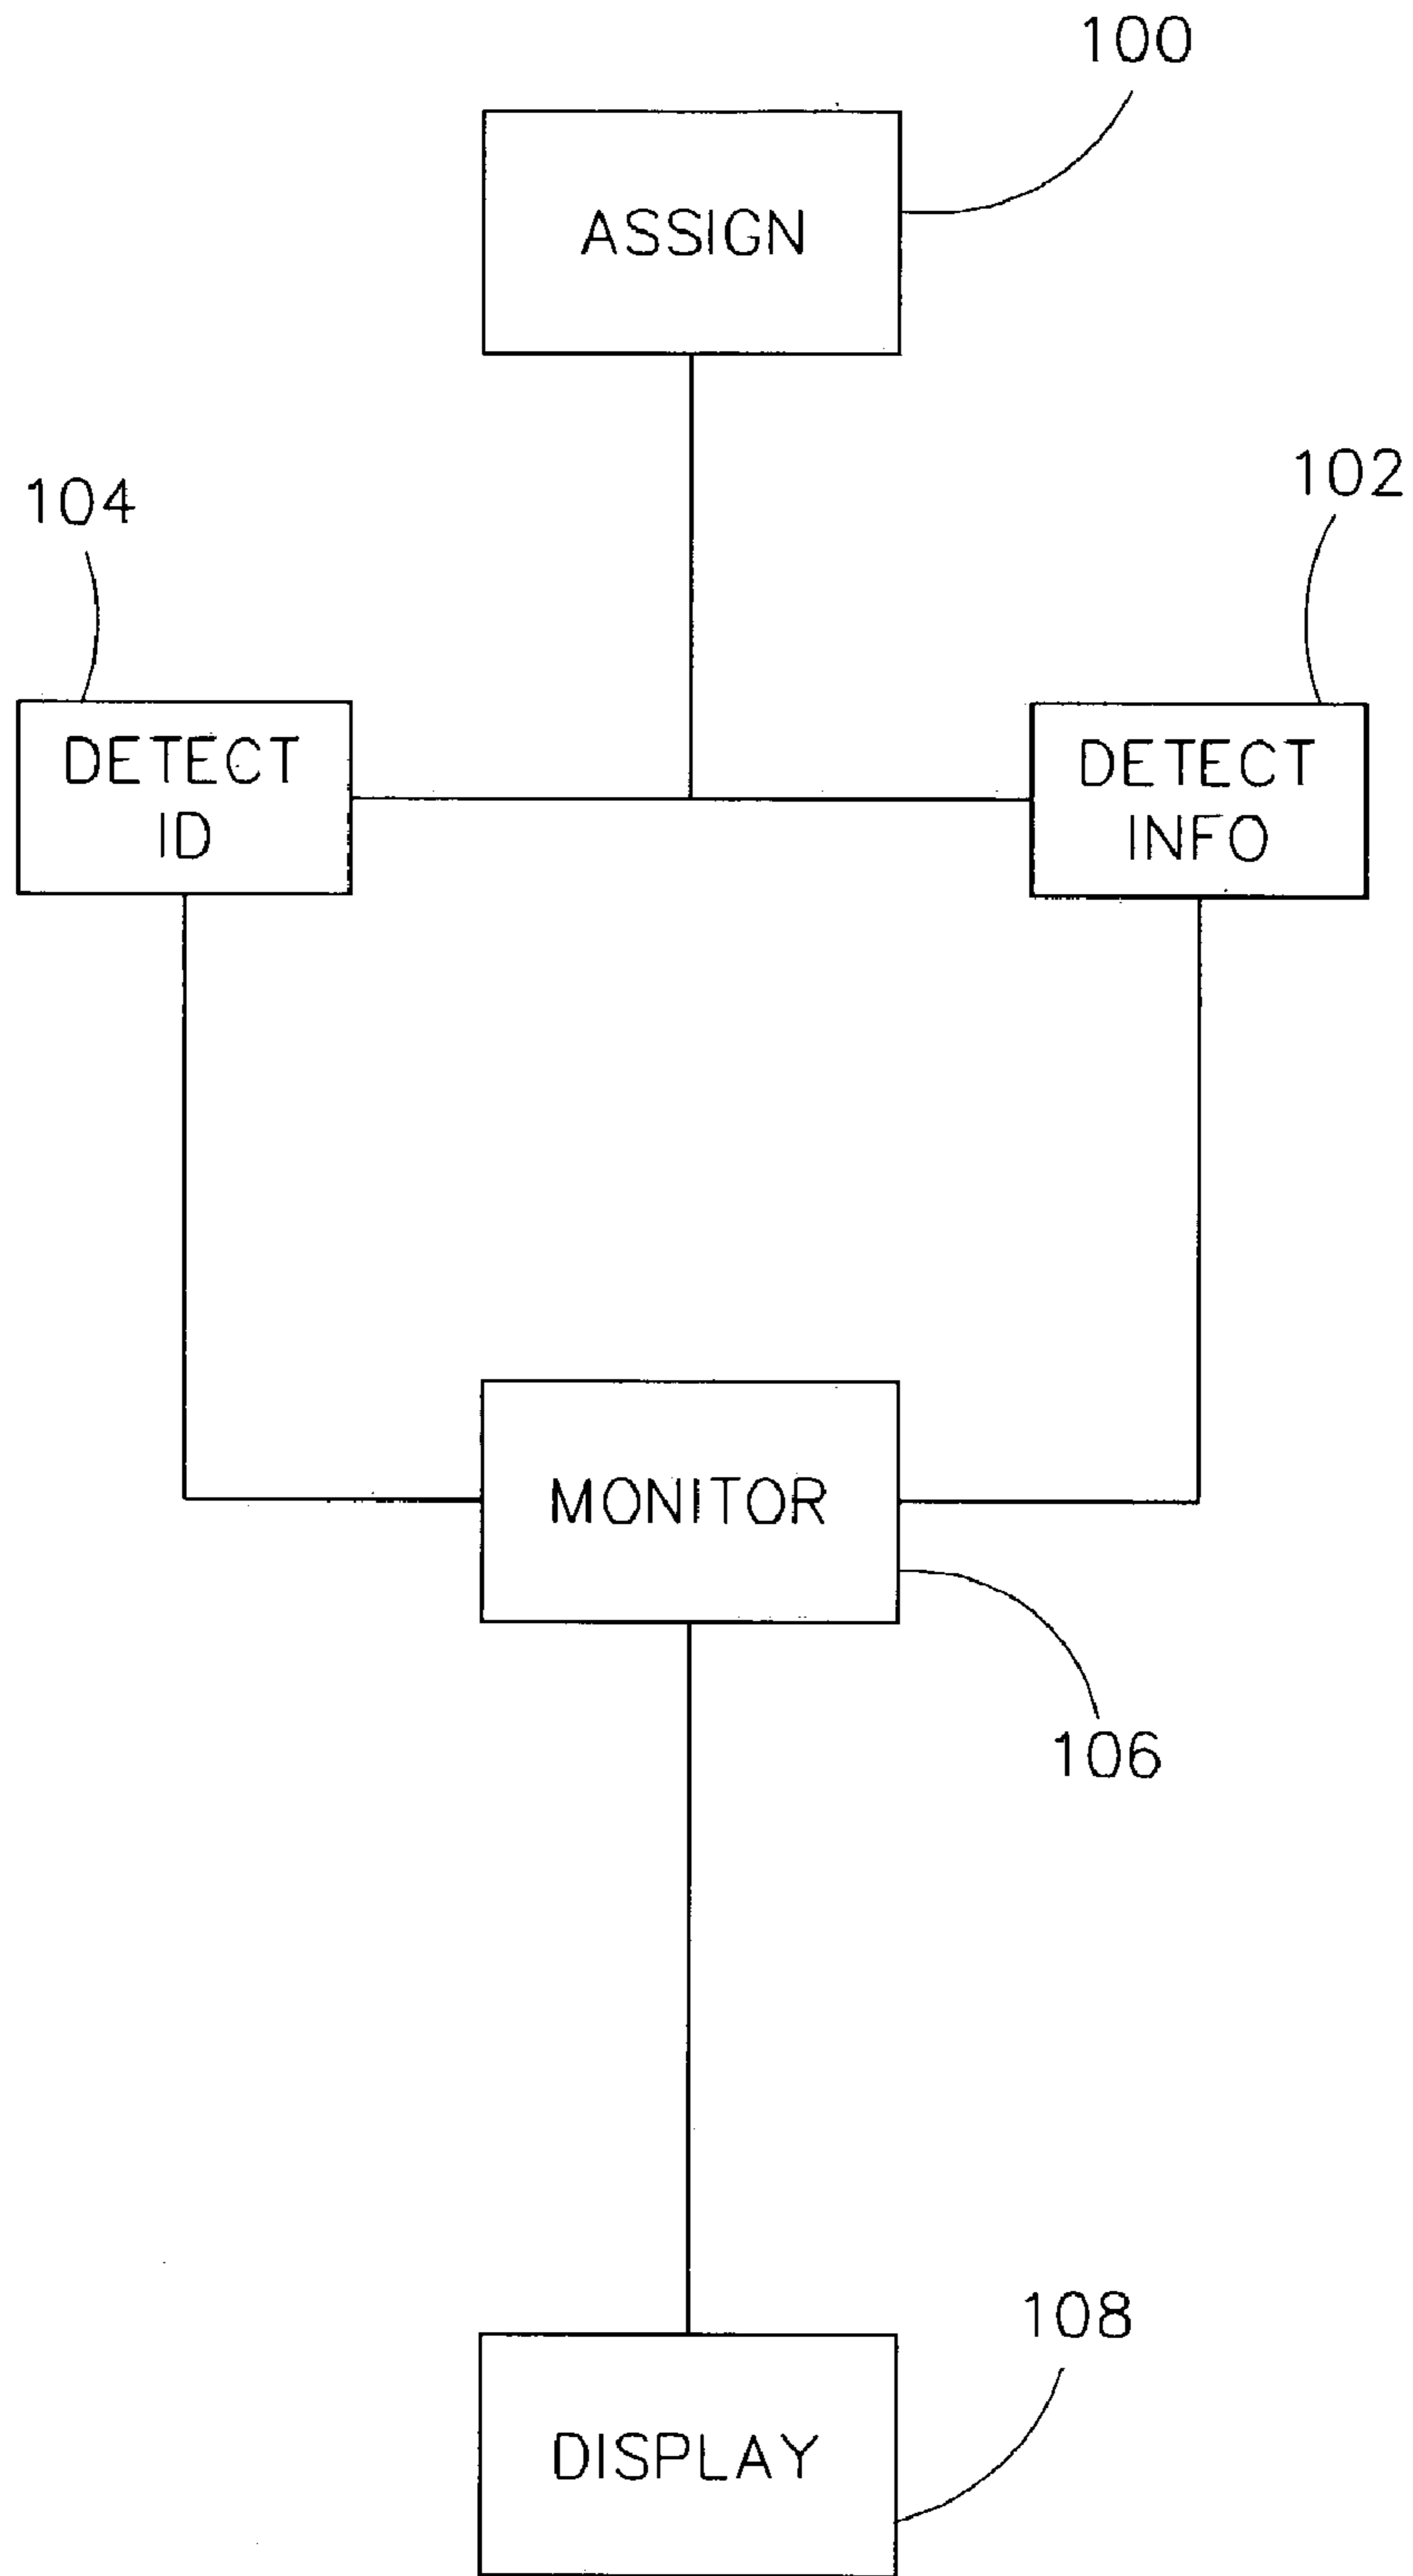 100
ASSIGN
104
102
DETECT
ID
DETECT
INFO
MONITOR
106
108
DISPLAY